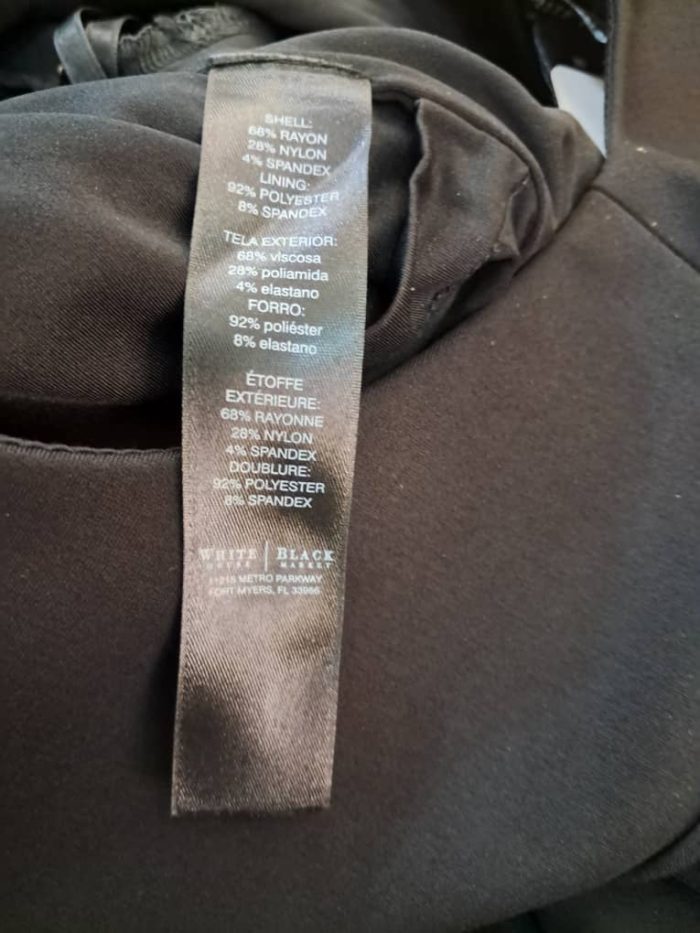 SHELL:
68% RAYON
28% NYLON
4% SPANDEX
LINING:
92% POLYESTER
8% SPANDEX
TELA EXTERIOR:
68% viscosa
28% poliamida
4% elastano
FORRO:
92% poliéster
8% elastano
ÉTOFFE
EXTÉRIEURE:
68% RAYONNE
28% NYLON
4% SPANDEX
DOUBLURE:
92% POLYESTER
8% SPANDEX
WHITE | BLACK
HOUSE | MARKET
11215 METRO PARKWAY
FORT MYERS, FL 33966